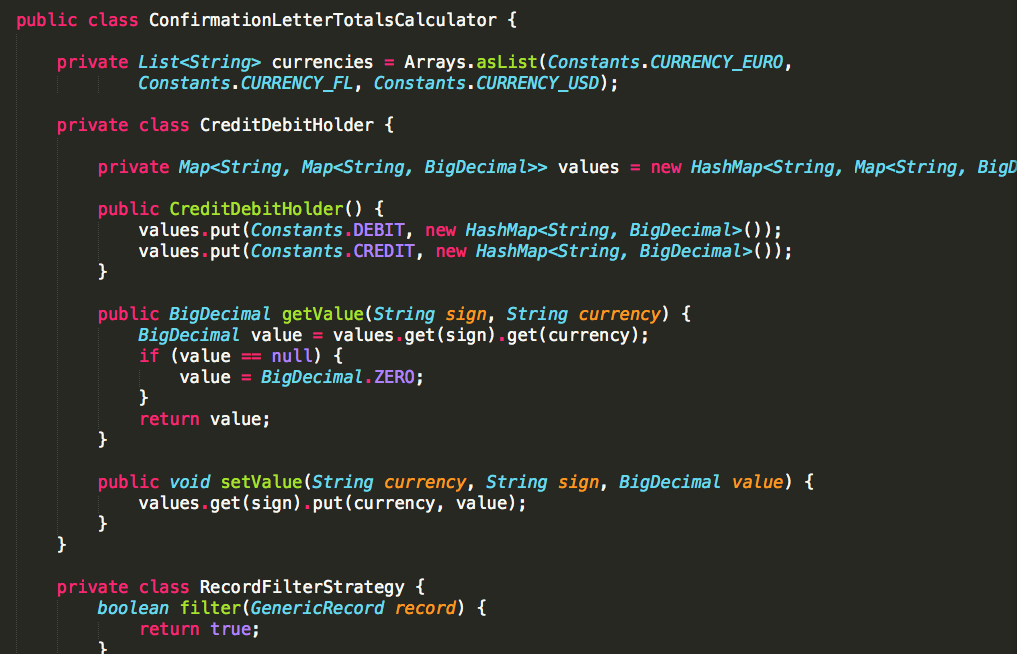 public class ConfirmationLetterTotalsCalculator {
private List<String> currencies = Arrays.asList(Constants.CURRENCY_EURO,
Constants.CURRENCY_FL, Constants.CURRENCY_USD);
private class CreditDebitHolder {
private Map<String, Map<String, BigDecimal>> values = new HashMap<String, Map<String, BigD
public CreditDebitHolder() {
values.put(Constants.DEBIT, new HashMap<String, BigDecimal>());
values.put(Constants.CREDIT, new HashMap<String, BigDecimal>());
}
public BigDecimal getValue(String sign, String currency) {
BigDecimal value = values.get(sign).get(currency);
if (value == null) {
value = BigDecimal.ZERO;
}
return value;
}
public void setValue(String currency, String sign, BigDecimal value) {
values.get(sign).put(currency, value);
}
}
private class RecordFilterStrategy {
boolean filter(GenericRecord record) {
return true;
}